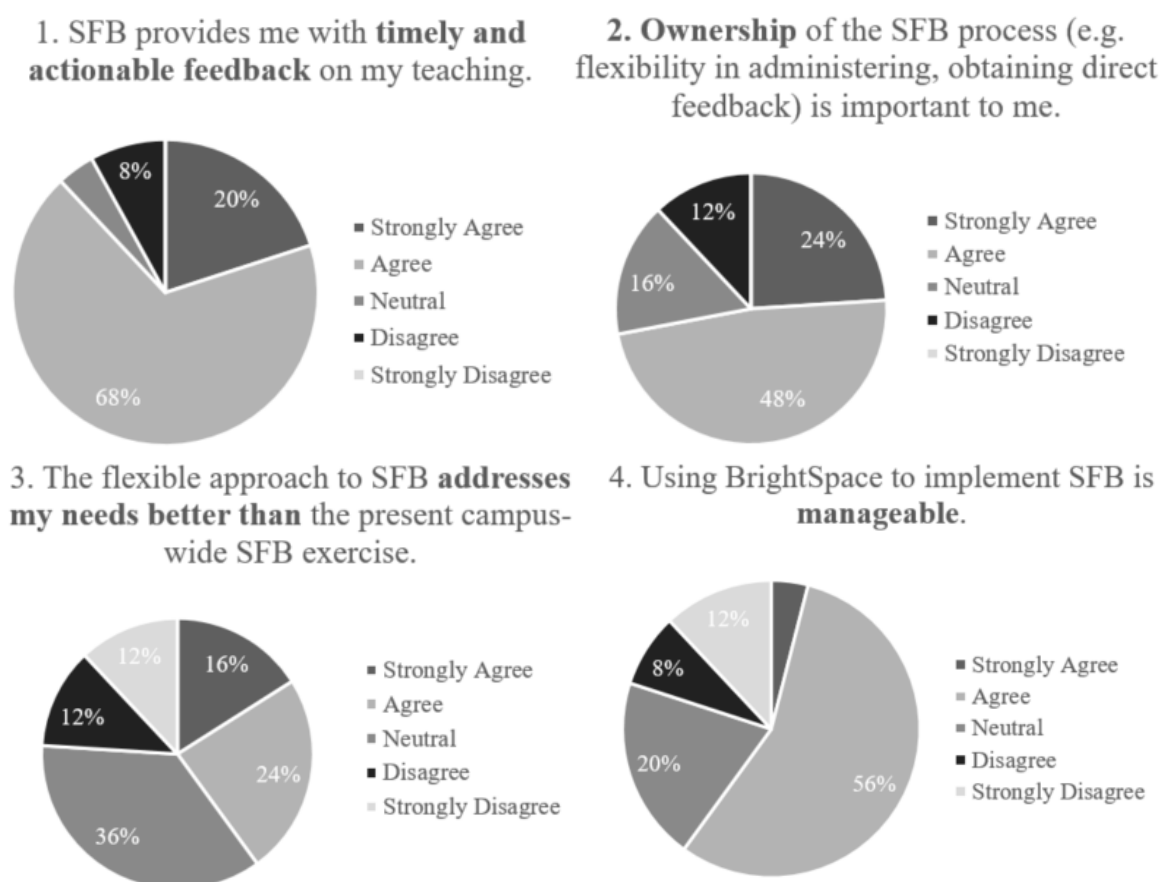 1. SFB provides me with timely and
actionable feedback on my teaching.
8%
20%
68%
Strongly Agree
Agree
Neutral
Disagree
Strongly Disagree
2. Ownership of the SFB process (e.g.
flexibility in administering, obtaining direct
feedback) is important to me.
12%
24%
16%
48%
Strongly Agree
Agree
Neutral
Disagree
Strongly Disagree
3. The flexible approach to SFB addresses
my needs better than the present campus-
wide SFB exercise.
12%
16%
12%
24%
36%
Strongly Agree
Agree
Neutral
Disagree
Strongly Disagree
4. Using BrightSpace to implement SFB is
manageable.
12%
8%
20%
56%
Strongly Agree
Agree
Neutral
Disagree
Strongly Disagree